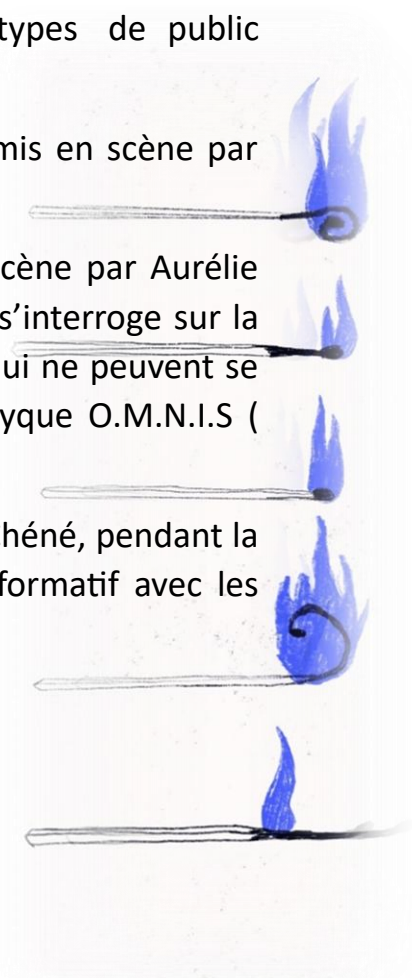 types de public
mis en scène par
cène par Aurélie
s'interroge sur la
ui ne peuvent se
yque O.M.N.I.S (
héné, pendant la
formatif avec les